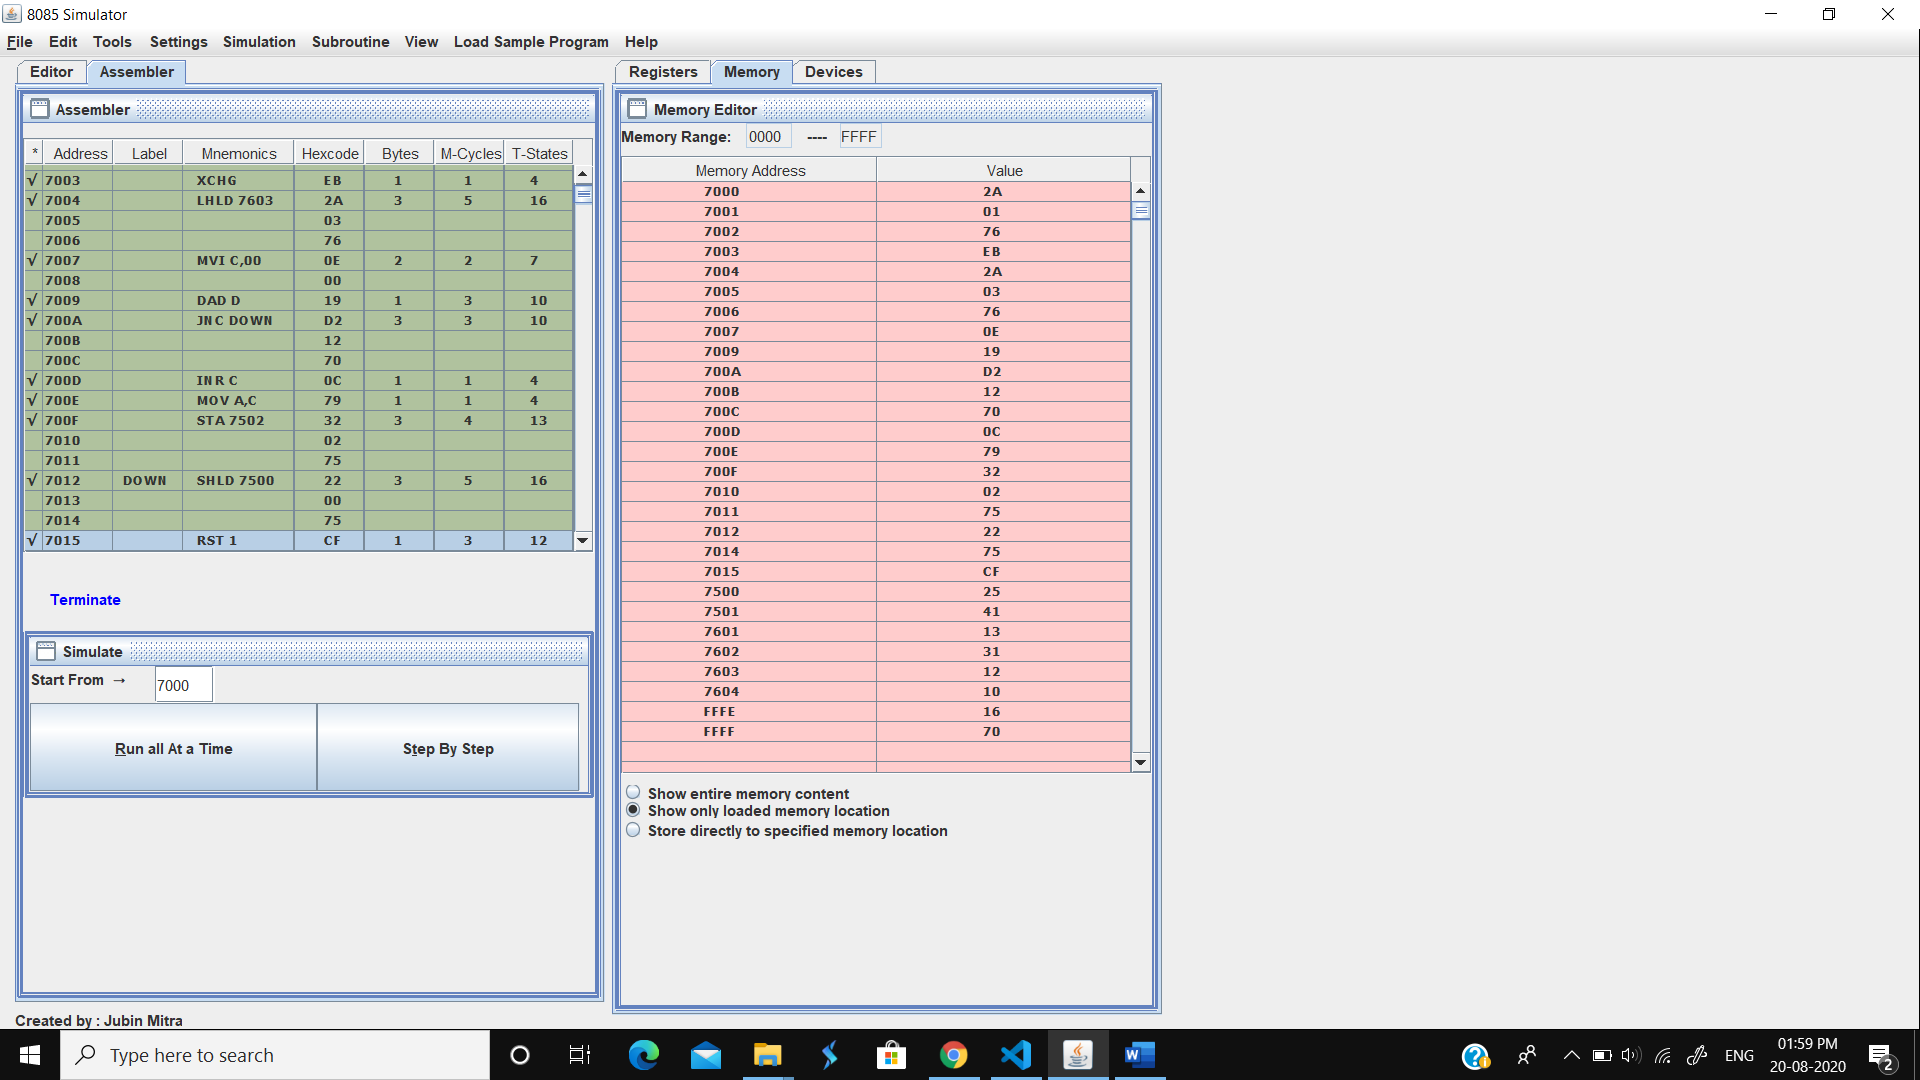 8085 Simulator
File Edit Tools Settings Simulation Subroutine View Load Sample Program Help
Editor Assembler
Assembler
* Address Label Mnemonics Hexcode Bytes M-Cycles T-States
√ 7003 XCHG EB 1 1 4
√ 7004 LHLD 7603 2A 3 5 16
7005 03
7006 76
√ 7007 MVI C,00 0E 2 2 7
7008 00
√ 7009 DAD D 19 1 3 10
√ 700A JNC DOWN D2 3 3 10
700B 12
700C 70
√ 700D INR C 0C 1 1 4
√ 700E MOV A,C 79 1 1 4
√ 700F STA 7502 32 3 4 13
7010 02
7011 75
√ 7012 DOWN SHLD 7500 22 3 5 16
7013 00
7014 75
√ 7015 RST 1 CF 1 3 12
Terminate
Simulate
Start From → 7000
Run all At a Time Step By Step
Created by : Jubin Mitra
Registers Memory Devices
Memory Editor
Memory Range: 0000 ---- FFFF
Memory Address Value
7000 2A
7001 01
7002 76
7003 EB
7004 2A
7005 03
7006 76
7007 0E
7009 19
700A D2
700B 12
700C 70
700D 0C
700E 79
700F 32
7010 02
7011 75
7012 22
7014 75
7015 CF
7500 25
7501 41
7601 13
7602 31
7603 12
7604 10
FFFE 16
FFFF 70
Show entire memory content
Show only loaded memory location
Store directly to specified memory location
Type here to search
ENG
01:59 PM
20-08-2020
2